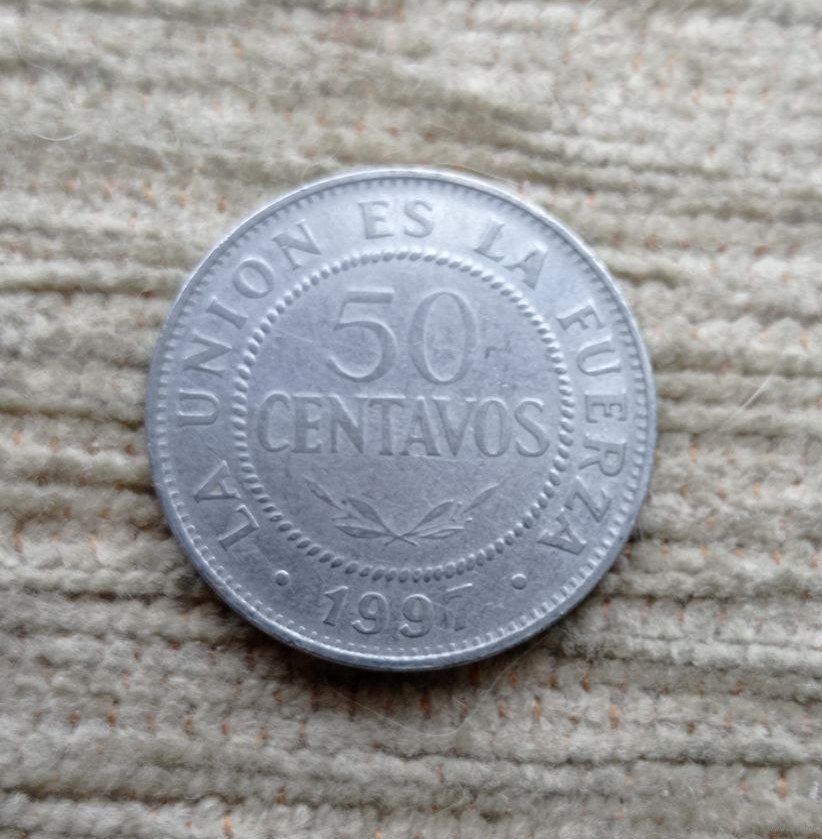 LA UNION ES LA FUERZA
50
CENTAVOS
1997